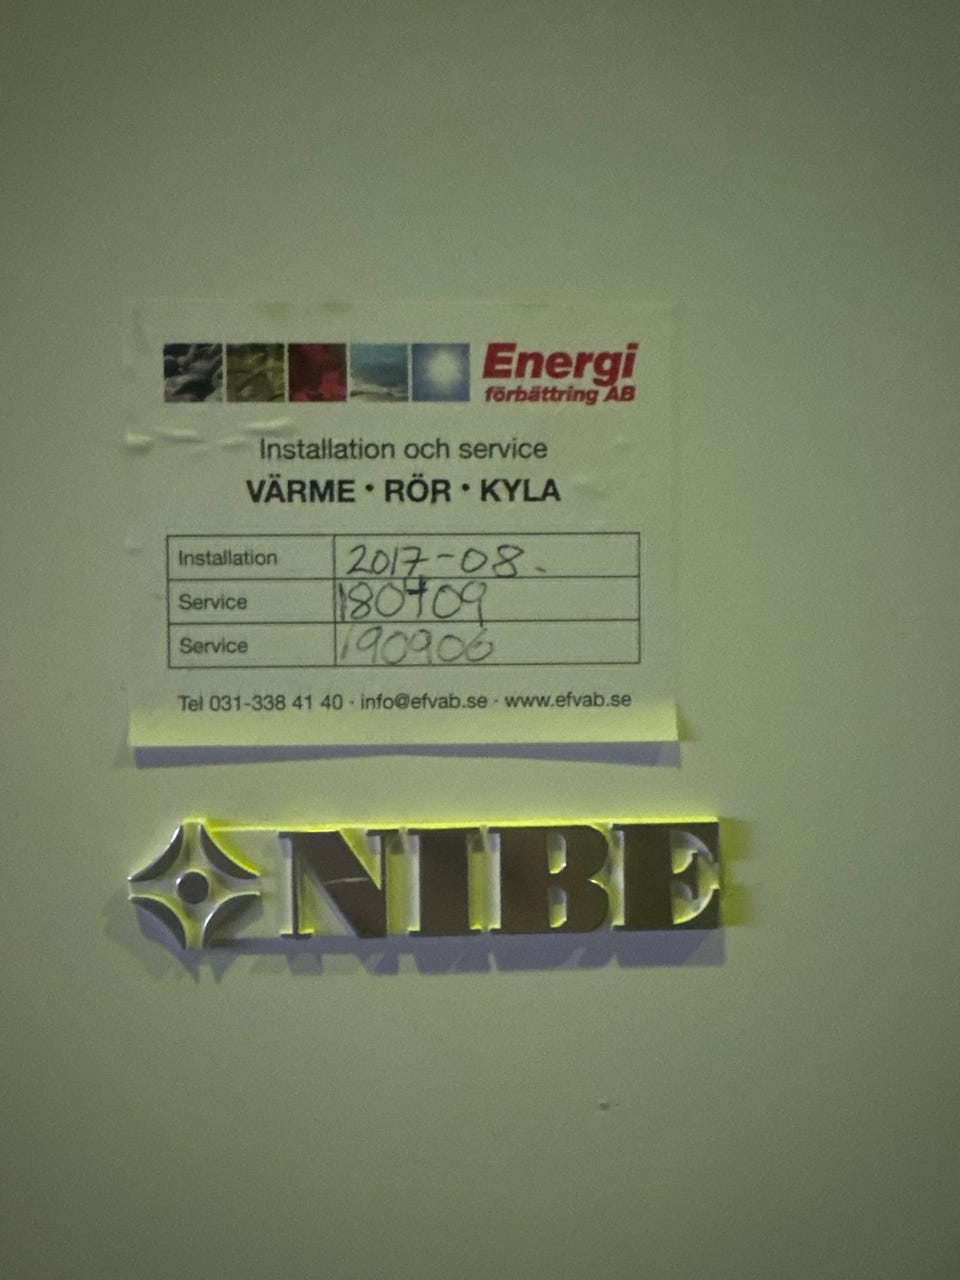 Energi
förbättring AB
Installation och service
VÄRME • RÖR • KYLA
Installation 2017-08.
Service 180709
Service 190906
Tel 031-338 41 40 · info@efvab.se · www.efvab.se
NIBE